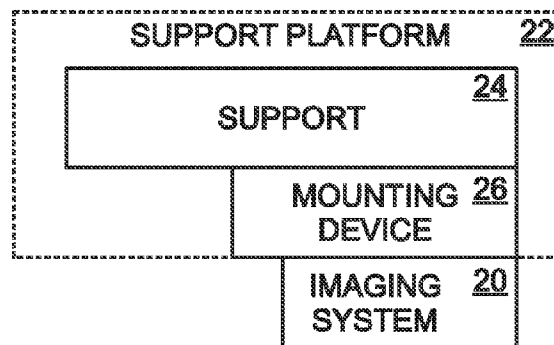 SUPPORT PLATFORM 22
24
SUPPORT
MOUNTING 26
DEVICE
IMAGING 20
SYSTEM